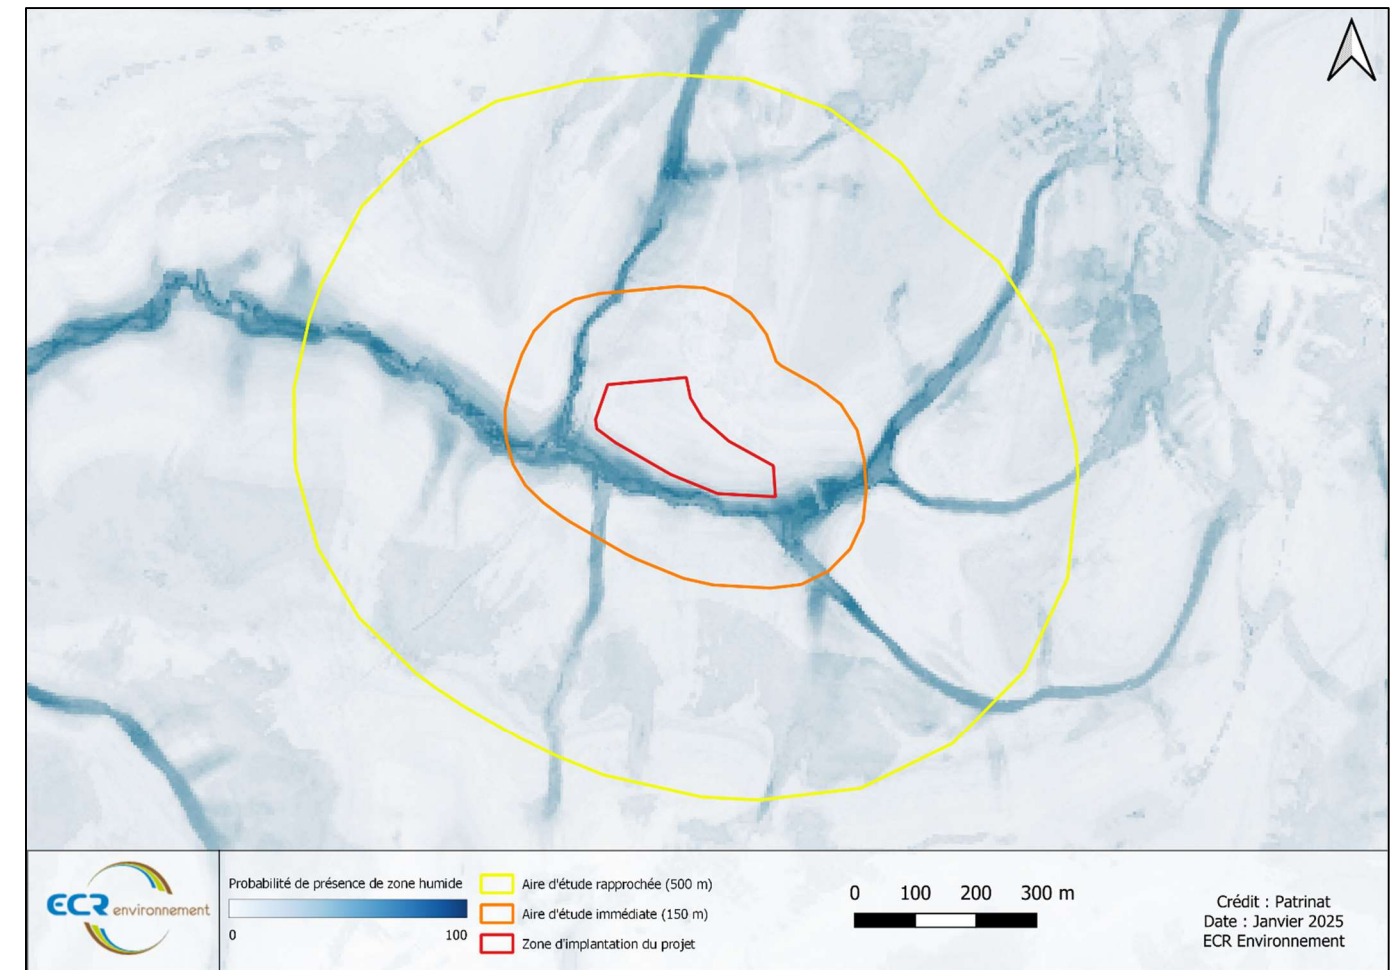 ECR environnement
Probabilité de présence de zone humide
0 100
Aire d'étude rapprochée (500 m)
Aire d'étude immédiate (150 m)
Zone d'implantation du projet
0 100 200 300 m
Crédit : Patrinat
Date : Janvier 2025
ECR Environnement